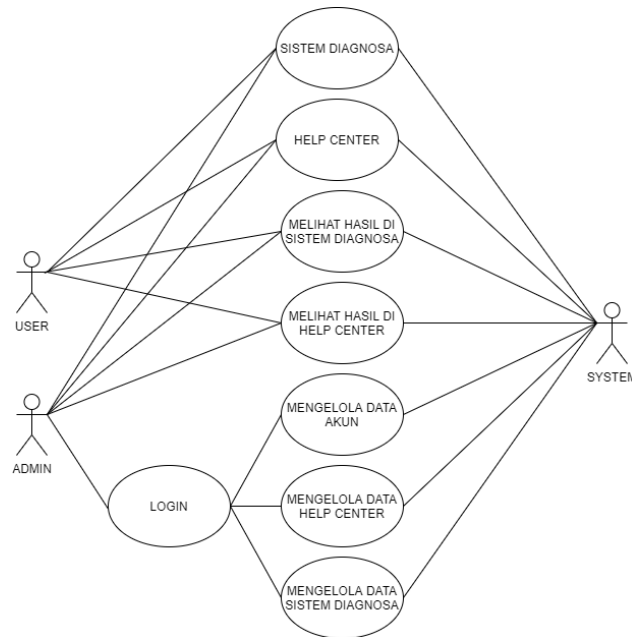 SISTEM DIAGNOSA
HELP CENTER
MELIHAT HASIL DI
SISTEM DIAGNOSA
USER
MELIHAT HASIL DI
HELP CENTER
SYSTEM
MENGELOLA DATA
AKUN
ADMIN
LOGIN
MENGELOLA DATA
HELP CENTER
MENGELOLA DATA
SISTEM DIAGNOSA